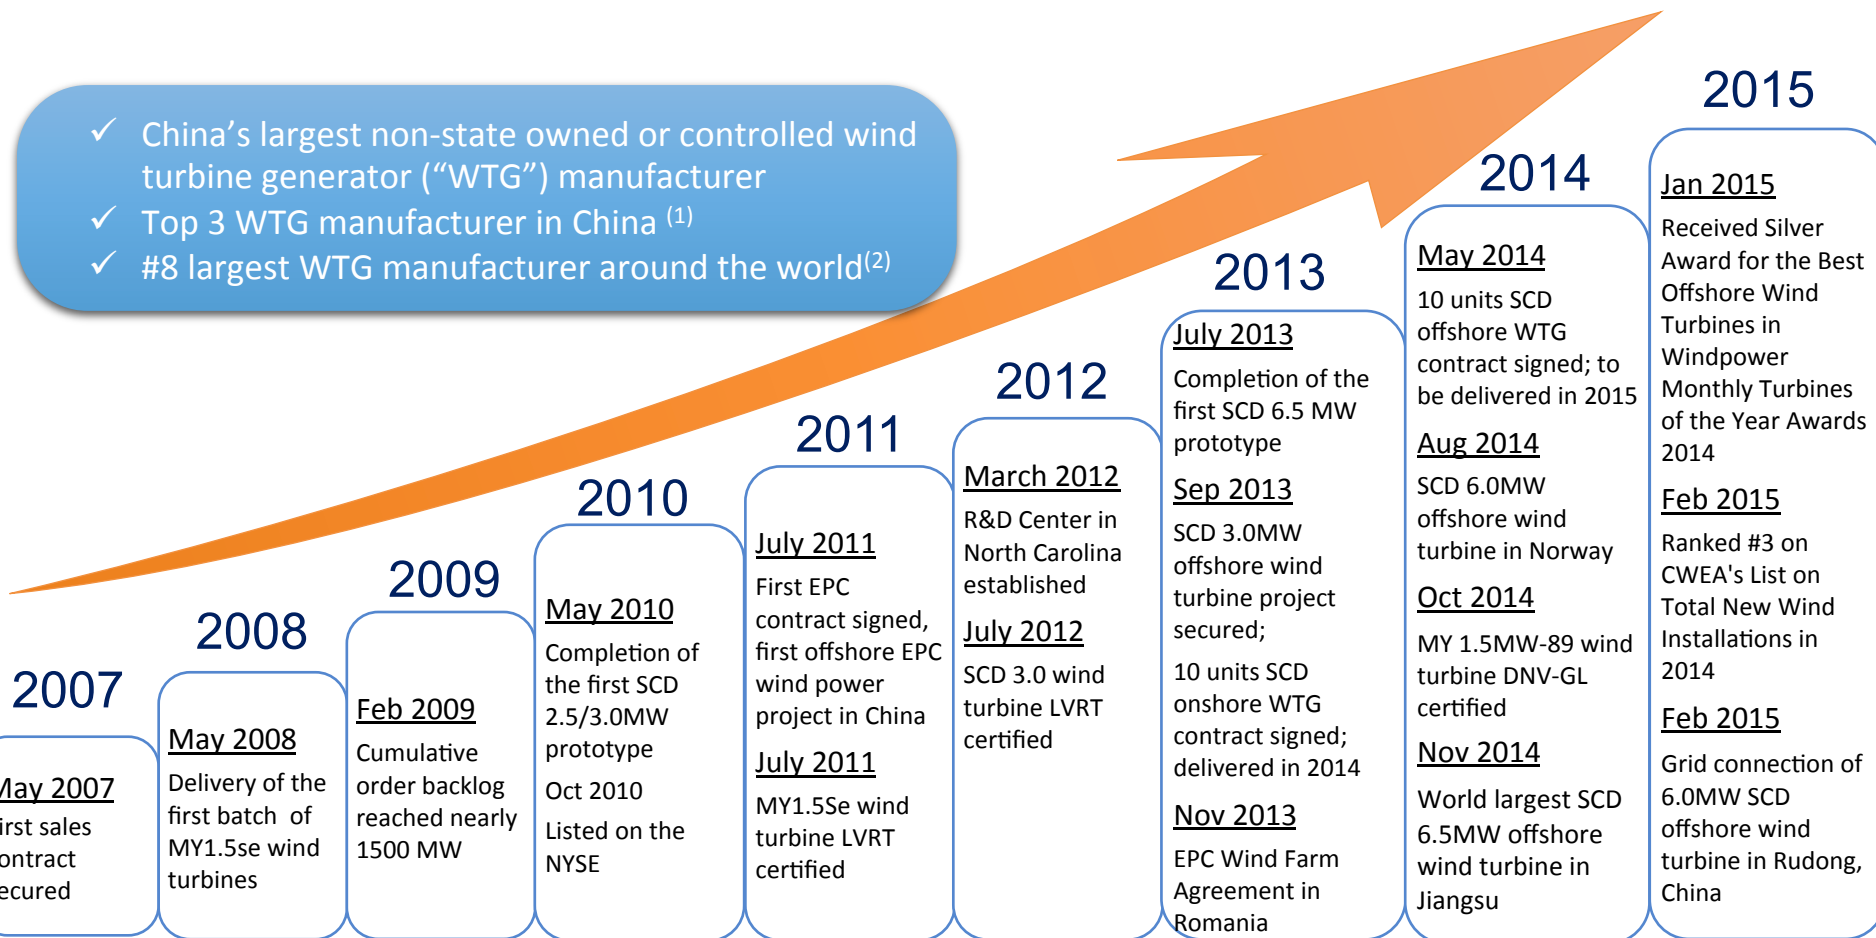 ✓ China's largest non-state owned or controlled wind
turbine generator (“WTG”) manufacturer
✓ Top 3 WTG manufacturer in China (1)
✓ #8 largest WTG manufacturer around the world(2)
2007
May 2007
irst sales
ontract
ecured
2008
May 2008
Delivery of the
first batch of
MY1.5se wind
turbines
2009
Feb 2009
Cumulative
order backlog
reached nearly
1500 MW
2010
May 2010
Completion of
the first SCD
2.5/3.0MW
prototype
Oct 2010
Listed on the
NYSE
2011
July 2011
First EPC
contract signed,
first offshore EPC
wind power
project in China
July 2011
MY1.5Se wind
turbine LVRT
certified
2012
March 2012
R&D Center in
North Carolina
established
July 2012
SCD 3.0 wind
turbine LVRT
certified
2013
July 2013
Completion of the
first SCD 6.5 MW
prototype
Sep 2013
SCD 3.0MW
offshore wind
turbine project
secured;
10 units SCD
onshore WTG
contract signed;
delivered in 2014
Nov 2013
EPC Wind Farm
Agreement in
Romania
2014
May 2014
10 units SCD
offshore WTG
contract signed; to
be delivered in 2015
Aug 2014
SCD 6.0MW
offshore wind
turbine in Norway
Oct 2014
MY 1.5MW-89 wind
turbine DNV-GL
certified
Nov 2014
World largest SCD
6.5MW offshore
wind turbine in
Jiangsu
2015
Jan 2015
Received Silver
Award for the Best
Offshore Wind
Turbines in
Windpower
Monthly Turbines
of the Year Awards
2014
Feb 2015
Ranked #3 on
CWEA's List on
Total New Wind
Installations in
2014
Feb 2015
Grid connection of
6.0MW SCD
offshore wind
turbine in Rudong,
China